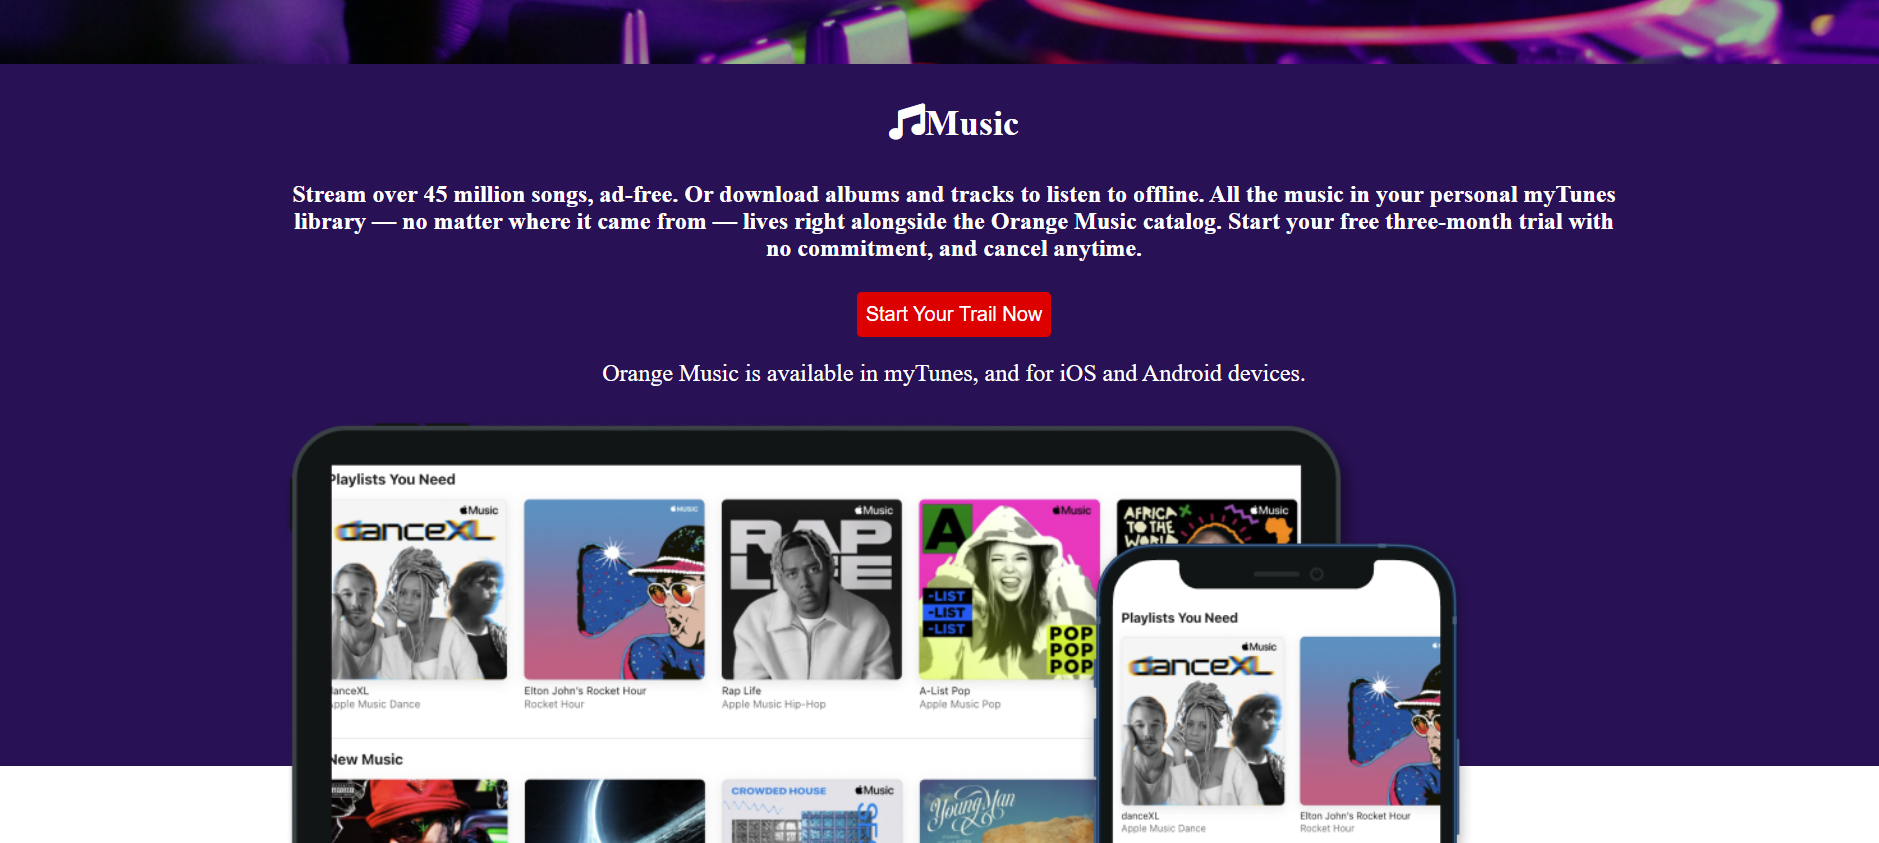 Music
Stream over 45 million songs, ad-free. Or download albums and tracks to listen to offline. All the music in your personal myTunes
library — no matter where it came from — lives right alongside the Orange Music catalog. Start your free three-month trial with
no commitment, and cancel anytime.
Start Your Trail Now
Orange Music is available in myTunes, and for iOS and Android devices.
Playlists You Need
Music
danceXL
MUSIC
Music
RAP
LIFE
Music
A
-LIST
-LIST
-LIST
POP
POP
POP
Music
AFRICA
TO THE
WORLD
danceXL
Apple Music Dance
Elton John's Rocket Hour
Rocket Hour
Rap Life
Apple Music Hip-Hop
A-List Pop
Apple Music Pop
New Music
CROWDED HOUSE
Music
Young Man
Playlists You Need
Music
danceXL
danceXL
Apple Music Dance
Elton John's Rocket Hour
Rocket Hour